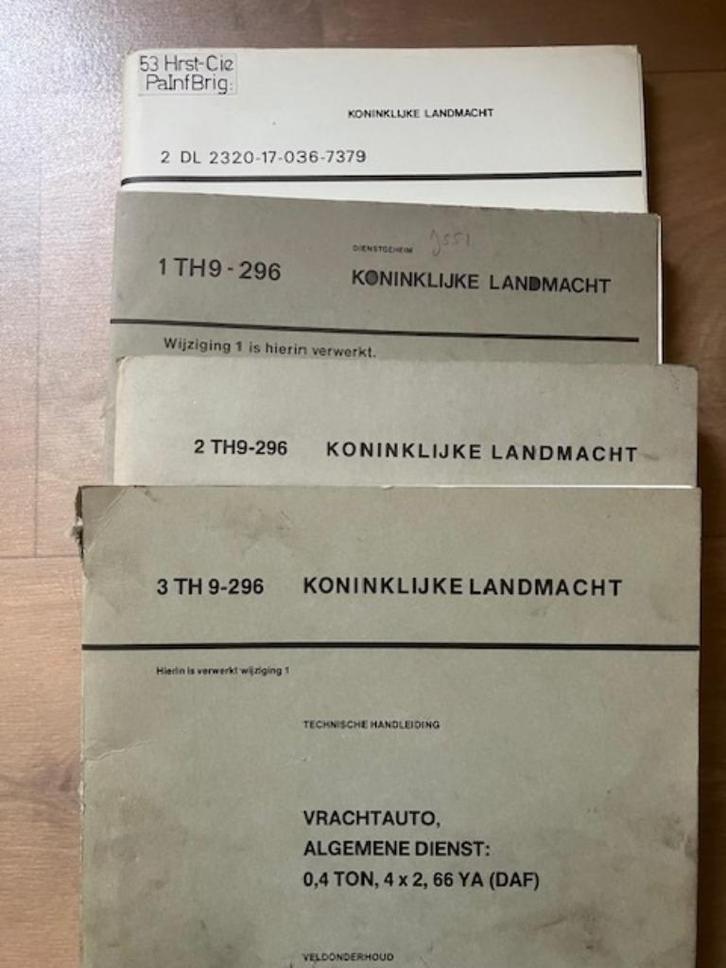 53 Hrst-Cie
PaInfBrig:
KONINKLIJKE LANDMACHT
2 DL 2320-17-036-7379
DIENSTGEHEIM
1 TH9-296 KONINKLIJKE LANDMACHT
Wijziging 1 is hierin verwerkt.
2 TH9-296 KONINKLIJKE LANDMACHT
3 TH 9-296 KONINKLIJKE LANDMACHT
Hierin is verwerkt wijziging 1
TECHNISCHE HANDLEIDING
VRACHTAUTO,
ALGEMENE DIENST:
0,4 TON, 4 x 2, 66 YA (DAF)
VELDONDERHOUD